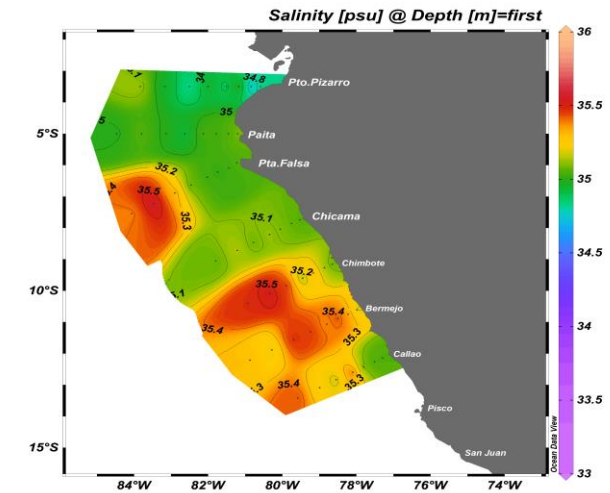 Salinity [psu] @ Depth [m]=first
36
34.8
Pto.Pizarro
35.5
35
5°S
Paita
35.2
Pta.Falsa
35
35.5
35.3
35.1
Chicama
34.5
35.2
Chimbote
10°S
35.5
35.4
Bermejo
35.4
35.3
34
Callao
35.4
35.3
33.5
Pisco
15°S
San Juan
Ocean Data View
33
84°W 82°W 80°W 78°W 76°W 74°W